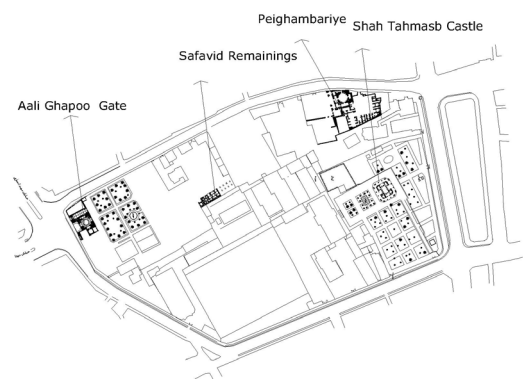 Peighambariye
Shah Tahmasb Castle
Safavid Remainings
Aali Ghapoo Gate